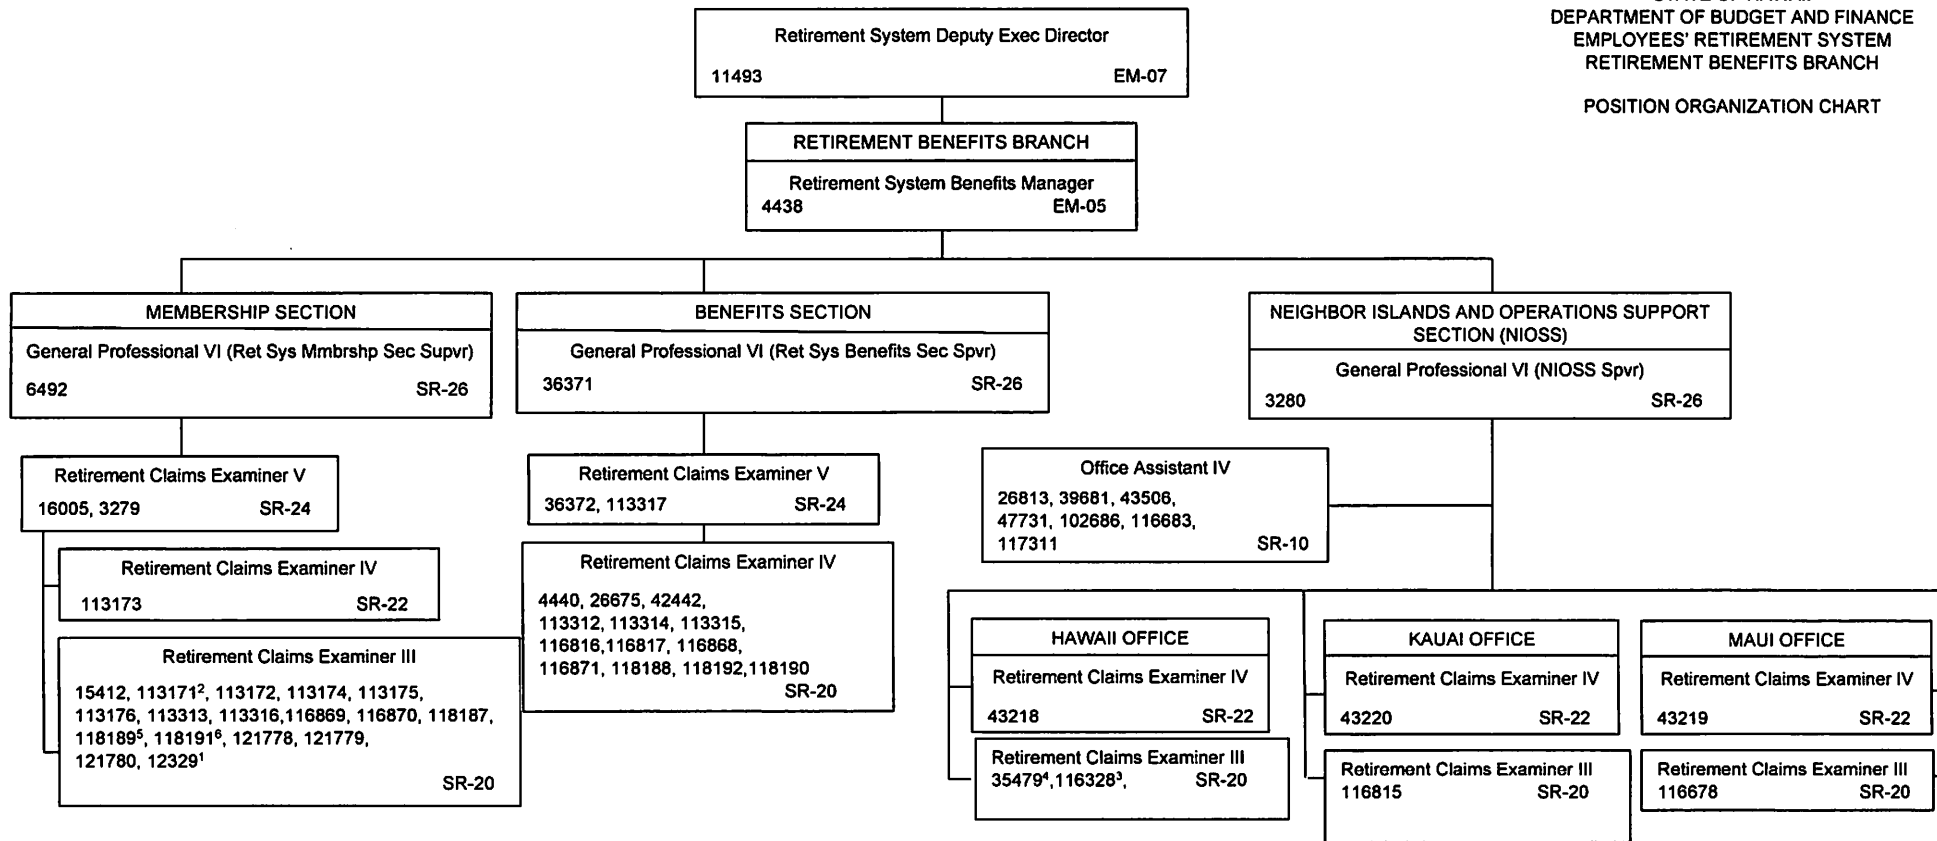 DEPARTMENT OF BUDGET AND FINANCE
EMPLOYEES' RETIREMENT SYSTEM
RETIREMENT BENEFITS BRANCH
POSITION ORGANIZATION CHART
Retirement System Deputy Exec Director
11493 EM-07
RETIREMENT BENEFITS BRANCH
Retirement System Benefits Manager
4438 EM-05
MEMBERSHIP SECTION
General Professional VI (Ret Sys Mmbrshp Sec Supvr)
6492 SR-26
BENEFITS SECTION
General Professional VI (Ret Sys Benefits Sec Spvr)
36371 SR-26
NEIGHBOR ISLANDS AND OPERATIONS SUPPORT
SECTION (NIOSS)
General Professional VI (NIOSS Spvr)
3280 SR-26
Retirement Claims Examiner V
16005, 3279 SR-24
Retirement Claims Examiner IV
113173 SR-22
Retirement Claims Examiner III
15412, 113171², 113172, 113174, 113175,
113176, 113313, 113316,116869, 116870, 118187,
118189⁵, 118191⁶, 121778, 121779,
121780, 12329¹
SR-20
Retirement Claims Examiner V
36372, 113317 SR-24
Retirement Claims Examiner IV
4440, 26675, 42442,
113312, 113314, 113315,
116816,116817, 116868,
116871, 118188, 118192,118190
SR-20
Office Assistant IV
26813, 39681, 43506,
47731, 102686, 116683,
117311 SR-10
HAWAII OFFICE
Retirement Claims Examiner IV
43218 SR-22
Retirement Claims Examiner III
35479⁴,116328³, SR-20
KAUAI OFFICE
Retirement Claims Examiner IV
43220 SR-22
Retirement Claims Examiner III
116815 SR-20
MAUI OFFICE
Retirement Claims Examiner IV
43219 SR-22
Retirement Claims Examiner III
116678 SR-20